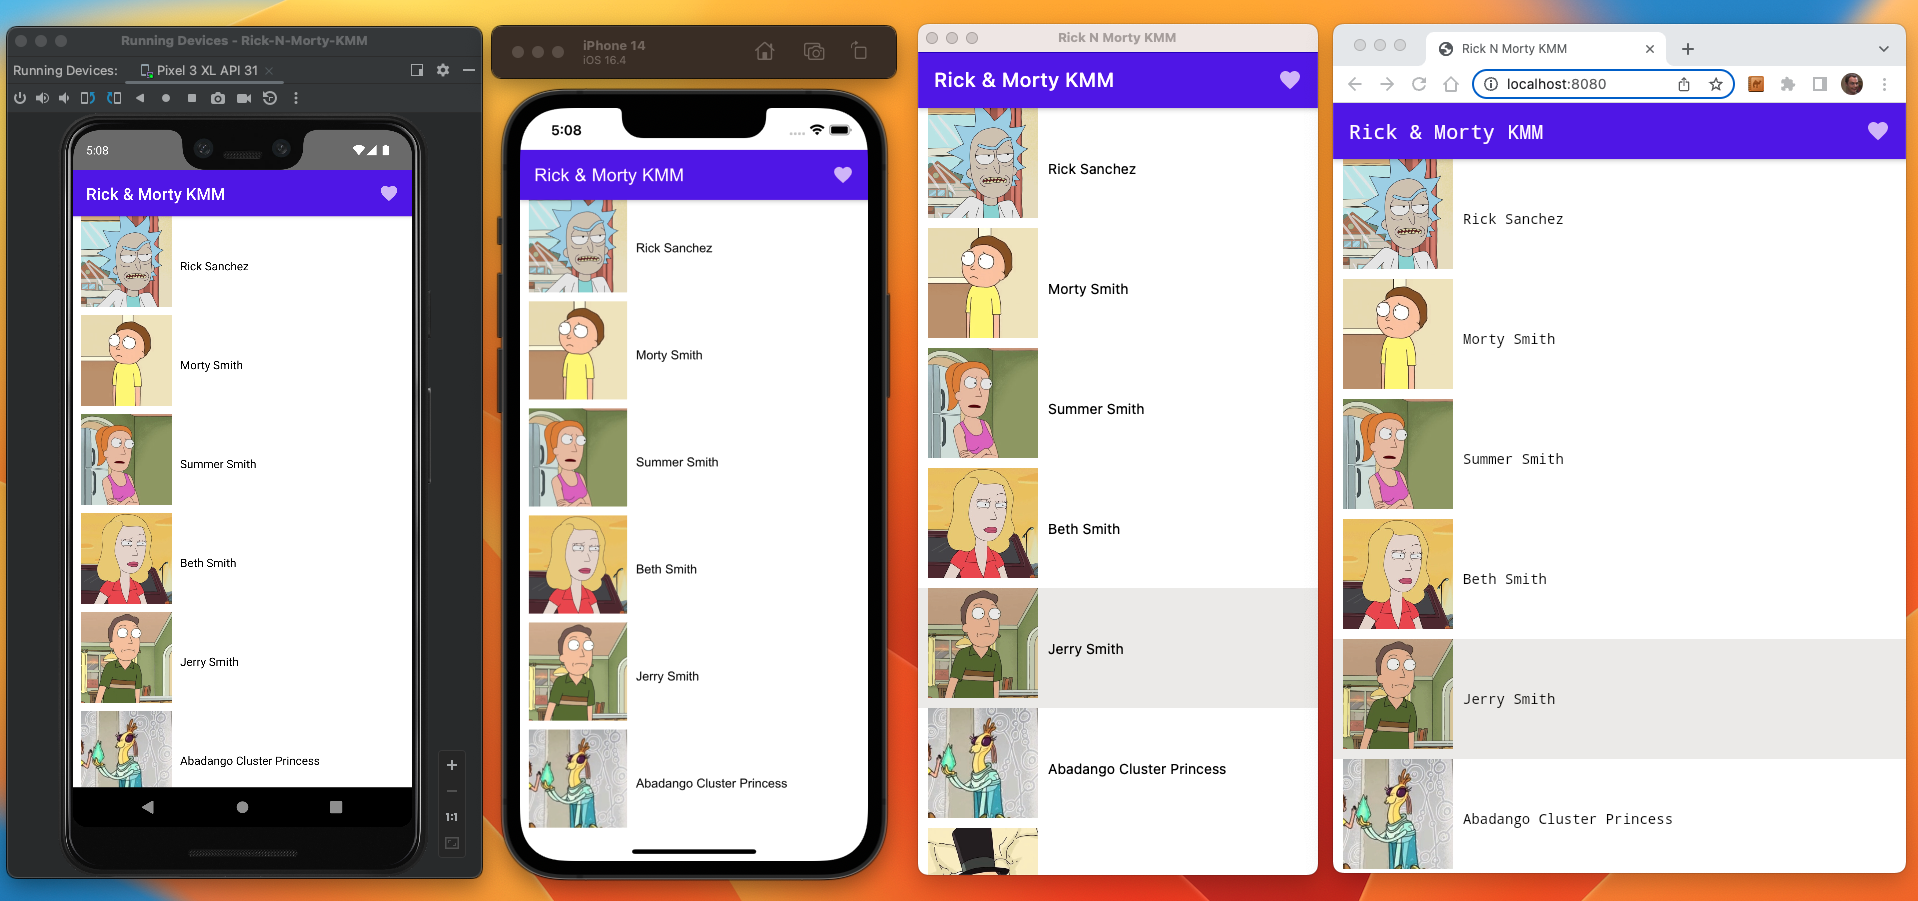 Running Devices - Rick-N-Morty-KMM
Running Devices:
Pixel 3 XL API 31
1:1
5:08
Rick & Morty KMM
Rick Sanchez
Morty Smith
Summer Smith
Beth Smith
Jerry Smith
Abadango Cluster Princess
iPhone 14
iOS 16.4
5:08
Rick & Morty KMM
Rick Sanchez
Morty Smith
Summer Smith
Beth Smith
Jerry Smith
Abadango Cluster Princess
Rick N Morty KMM
Rick & Morty KMM
Rick Sanchez
Morty Smith
Summer Smith
Beth Smith
Jerry Smith
Abadango Cluster Princess
Rick N Morty KMM
localhost:8080
Rick & Morty KMM
Rick Sanchez
Morty Smith
Summer Smith
Beth Smith
Jerry Smith
Abadango Cluster Princess